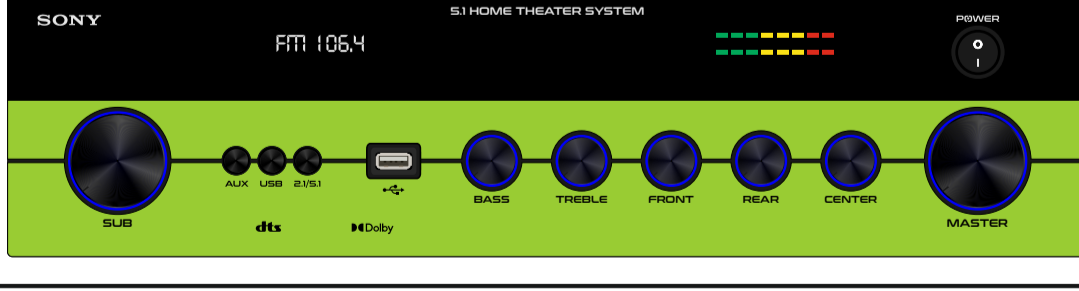 SONY
5.1 HOME THEATER SYSTEM
POWER
FM 106.4
AUX USB 2.1/5.1
BASS TREBLE FRONT REAR CENTER
SUB
MASTER
dts
Dolby